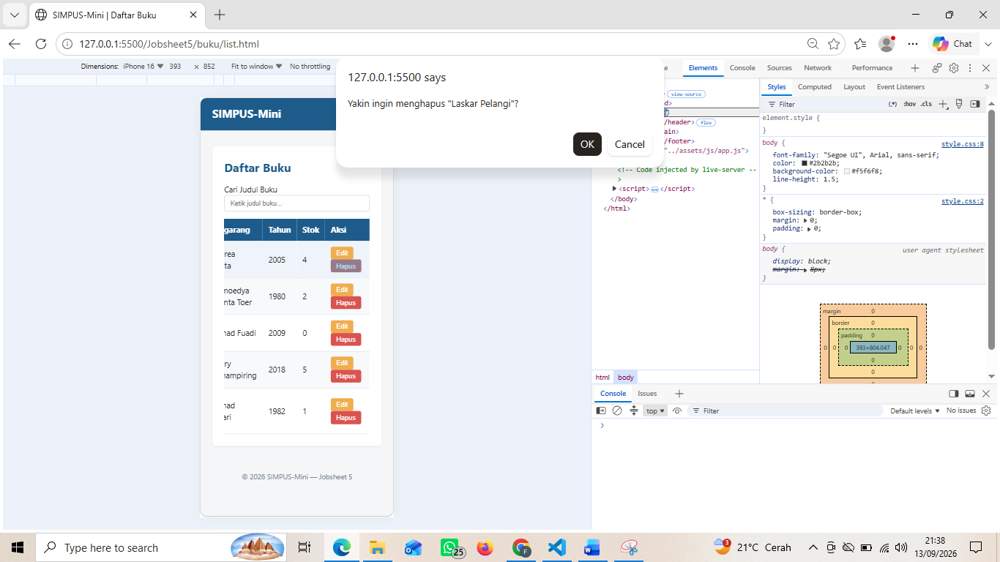 SIMPUS-Mini | Daftar Buku
127.0.0.1:5500/Jobsheet5/buku/list.html
Chat
Dimensions: iPhone 16 393 × 852 Fit to window No throttling
127.0.0.1:5500 says
Yakin ingin menghapus "Laskar Pelangi"?
OK Cancel
SIMPUS-Mini
Daftar Buku
Cari Judul Buku
Ketik judul buku...
garang Tahun Stok Aksi
rea
ta 2005 4 Edit Hapus
moedya
nta Toer 1980 2 Edit Hapus
nad Fuadi 2009 0 Edit Hapus
ry
hampiring 2018 5 Edit Hapus
nad
ari 1982 1 Edit Hapus
© 2026 SIMPUS-Mini — Jobsheet 5
Elements Console Sources Network Performance
view-source
d>
/header> flex
ain>
/footer>
"../assets/js/app.js">
<!-- Code injected by live-server --
>
<script> </script>
</body>
</html>
html body
Styles Computed Layout Event Listeners
Filter :hov .cls
element.style {
}
body { style.css:8
font-family: "Segoe UI", Arial, sans-serif;
color: #2b2b2b;
background-color: #f5f6f8;
line-height: 1.5;
}
* { style.css:2
box-sizing: border-box;
margin: 0;
padding: 0;
}
body { user agent stylesheet
display: block;
margin: 8px;
}
margin 0
border 0
padding 0
0 0 0 393×804.047 0 0 0
0
0
Console Issues
top Filter Default levels No issues
Type here to search
25
3
21°C Cerah
21:38
13/09/2026